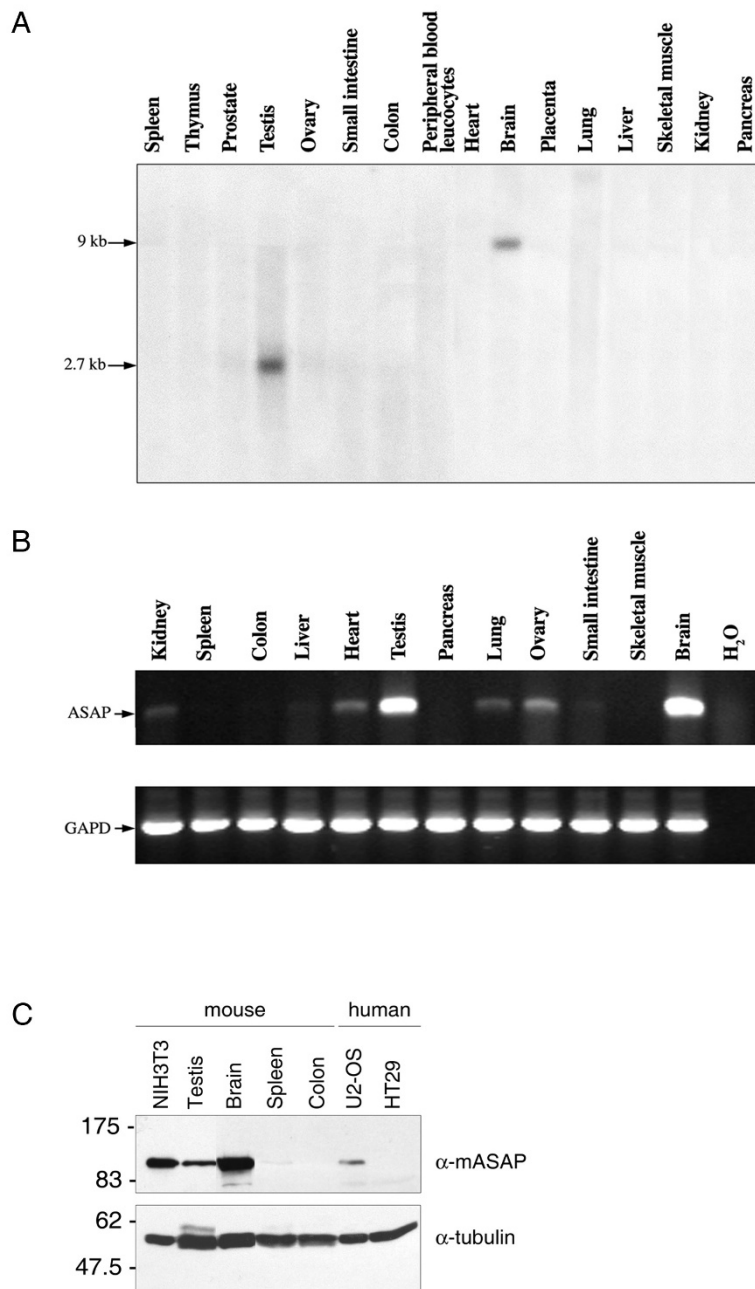 A
Spleen
Thymus
Prostate
Testis
Ovary
Small intestine
Colon
Peripheral blood
leucocytes
Heart
Brain
Placenta
Lung
Liver
Skeletal muscle
Kidney
Pancreas
9 kb
2.7 kb
B
Kidney
Spleen
Colon
Liver
Heart
Testis
Pancreas
Lung
Ovary
Small intestine
Skeletal muscle
Brain
H₂O
ASAP
GAPD
C
mouse
human
NIH3T3
Testis
Brain
Spleen
Colon
U2-OS
HT29
175 -
83 -
α-mASAP
62 -
47.5 -
α-tubulin